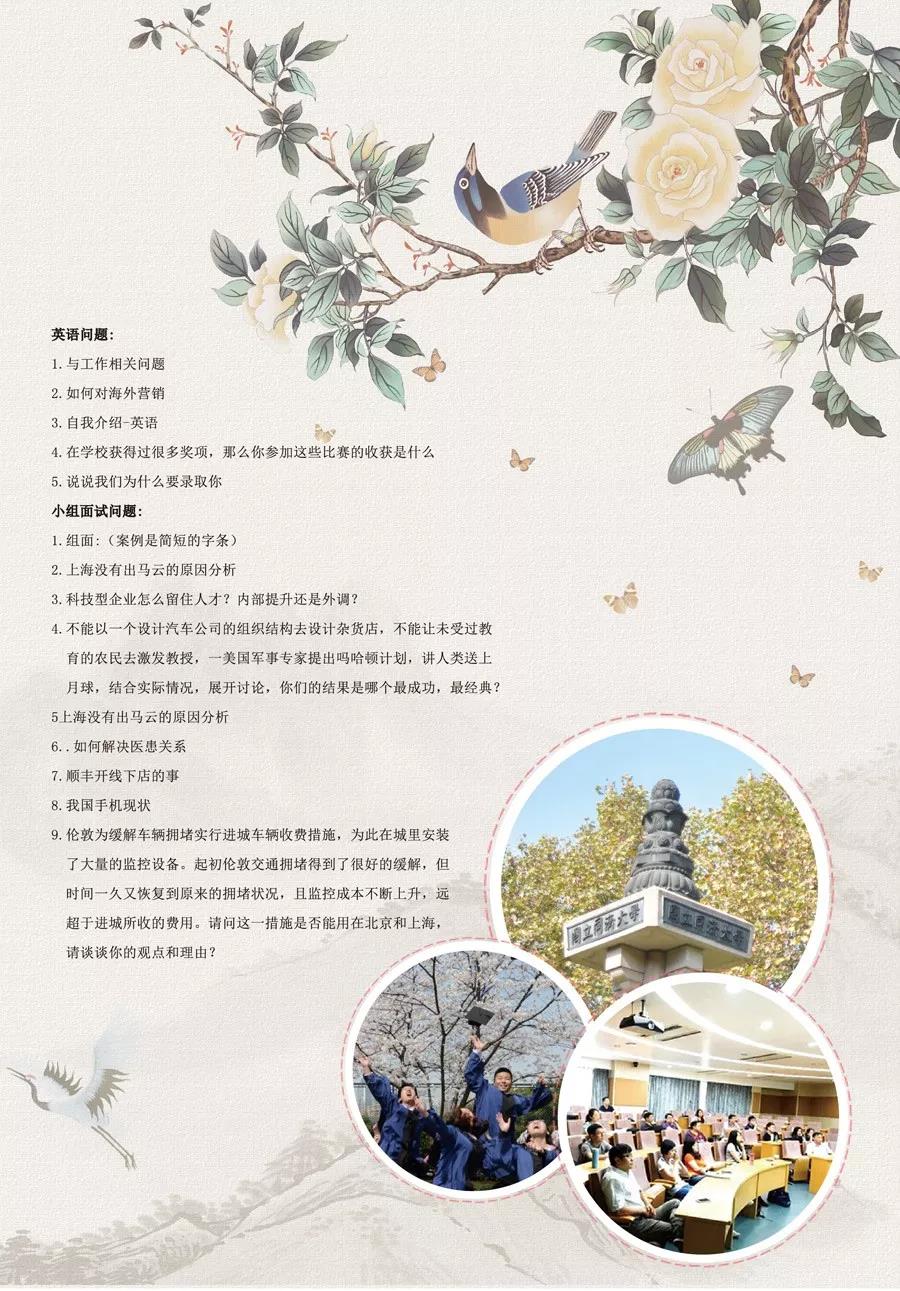 英语问题:
1.与工作相关问题
2.如何对海外营销
3.自我介绍-英语
4.在学校获得过很多奖项，那么你参加这些比赛的收获是什么
5.说说我们为什么要录取你
小组面试问题:
1.组面:（案例是简短的字条）
2.上海没有出马云的原因分析
3.科技型企业怎么留住人才？内部提升还是外调？
4.不能以一个设计汽车公司的组织结构去设计杂货店，不能让未受过教
育的农民去激发教授，一美国军事专家提出吗哈顿计划，讲人类送上
月球，结合实际情况，展开讨论，你们的结果是哪个最成功，最经典？
5上海没有出马云的原因分析
6..如何解决医患关系
7.顺丰开线下店的事
8.我国手机现状
9.伦敦为缓解车辆拥堵实行进城车辆收费措施，为此在城里安装
了大量的监控设备。起初伦敦交通拥堵得到了很好的缓解，但
时间一久又恢复到原来的拥堵状况，且监控成本不断上升，远
超于进城所收的费用。请问这一措施是否能用在北京和上海，
请谈谈你的观点和理由？
國立同济大学
國立同济大学